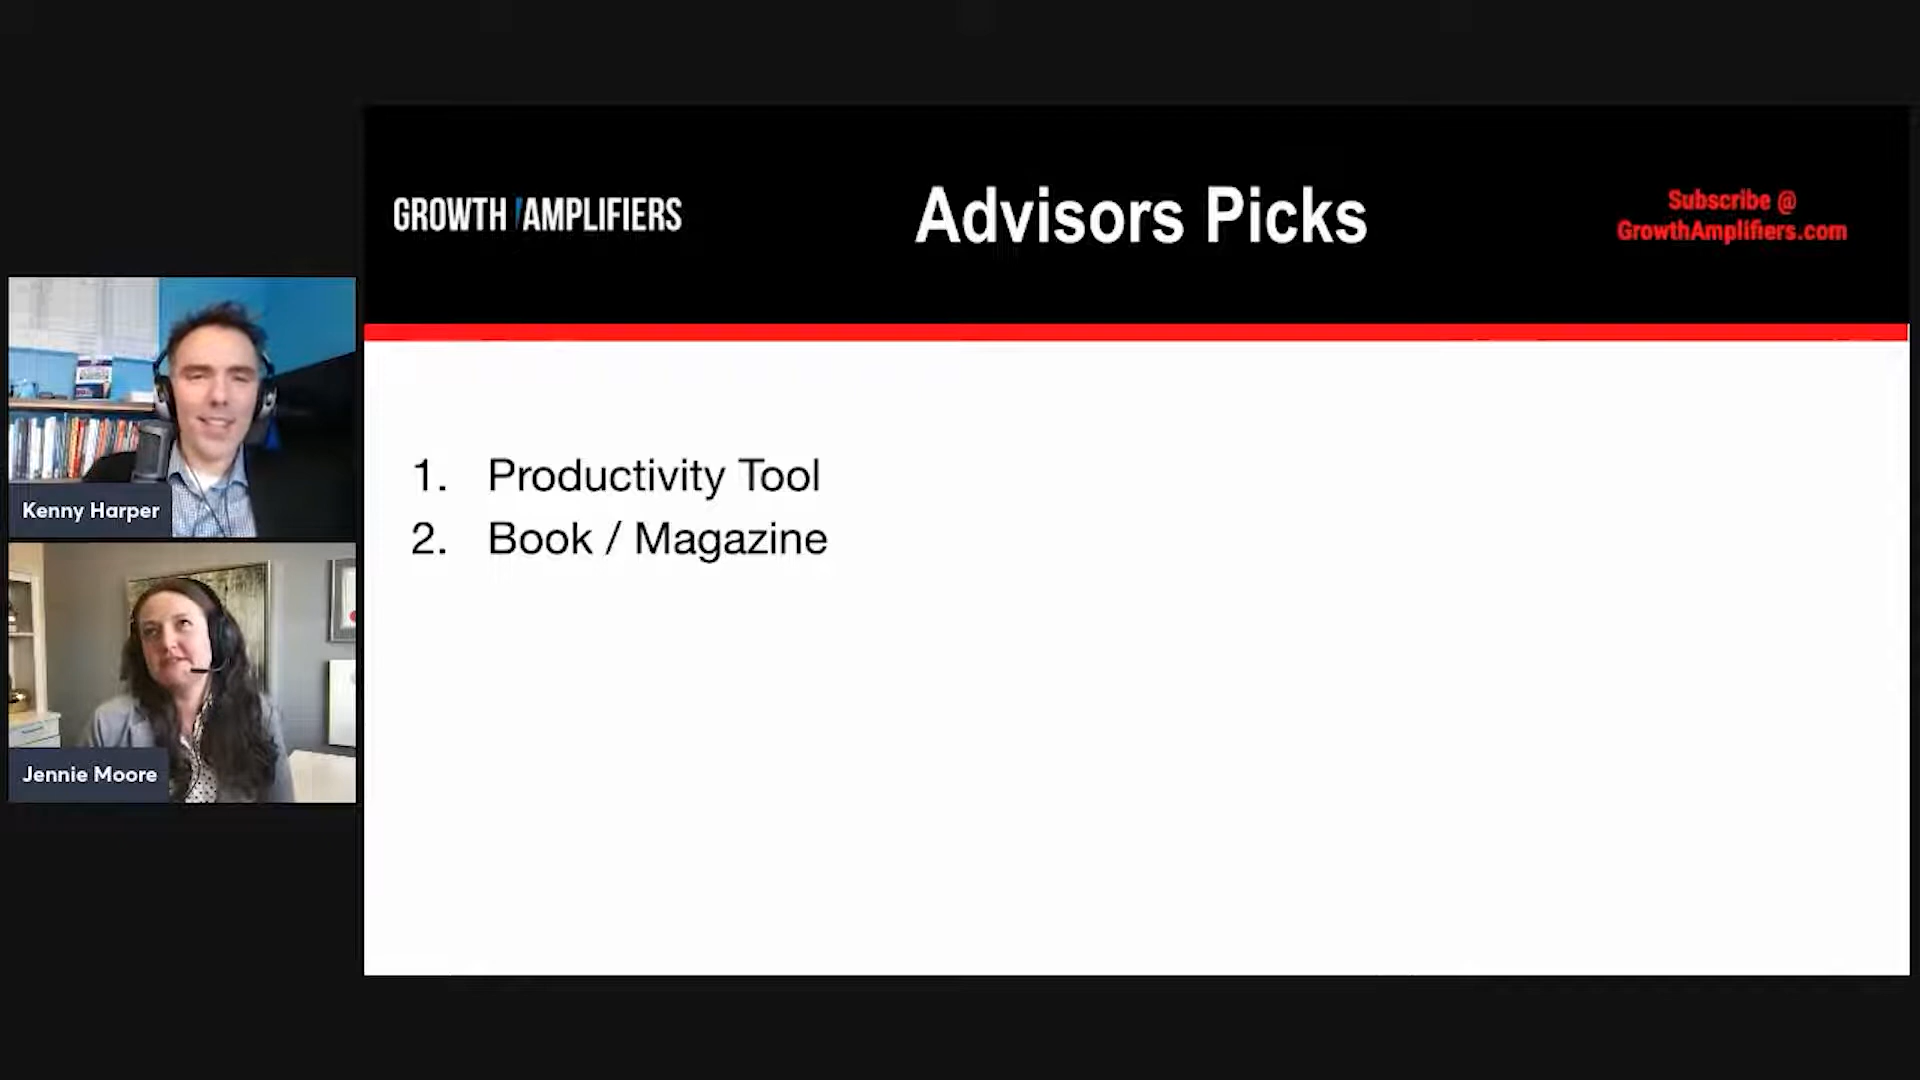 GROWTH AMPLIFIERS
Advisors Picks
Subscribe @
GrowthAmplifiers.com
Kenny Harper
Jennie Moore
1. Productivity Tool
2. Book / Magazine